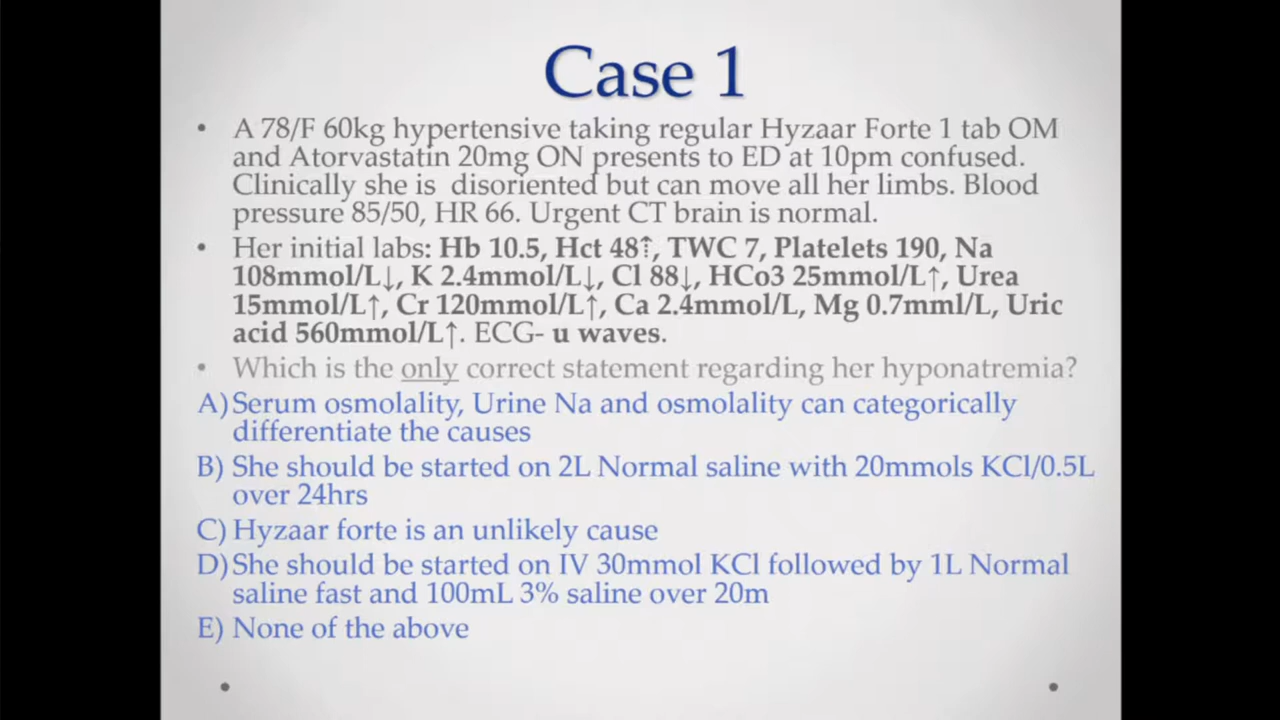 Case 1
• A 78/F 60kg hypertensive taking regular Hyzaar Forte 1 tab OM
and Atorvastatin 20mg ON presents to ED at 10pm confused.
Clinically she is disoriented but can move all her limbs. Blood
pressure 85/50, HR 66. Urgent CT brain is normal.
• Her initial labs: Hb 10.5, Hct 48↑, TWC 7, Platelets 190, Na
108mmol/L↓, K 2.4mmol/L↓, Cl 88↓, HCo3 25mmol/L↑, Urea
15mmol/L↑, Cr 120mmol/L↑, Ca 2.4mmol/L, Mg 0.7mml/L, Uric
acid 560mmol/L↑. ECG- u waves.
• Which is the only correct statement regarding her hyponatremia?
A) Serum osmolality, Urine Na and osmolality can categorically
differentiate the causes
B) She should be started on 2L Normal saline with 20mmols KCl/0.5L
over 24hrs
C) Hyzaar forte is an unlikely cause
D) She should be started on IV 30mmol KCl followed by 1L Normal
saline fast and 100mL 3% saline over 20m
E) None of the above